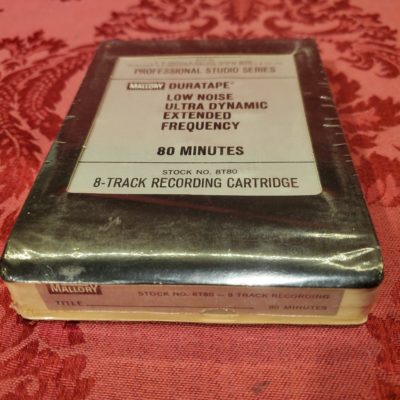 PROFESSIONAL STUDIO SERIES
MALLORY DURATAPE®
LOW NOISE
ULTRA DYNAMIC
EXTENDED
FREQUENCY
80 MINUTES
STOCK NO. 8T80
8-TRACK RECORDING CARTRIDGE
MALLORY
STOCK NO. 8T80 – 8 TRACK RECORDING
TITLE
80 MINUTES